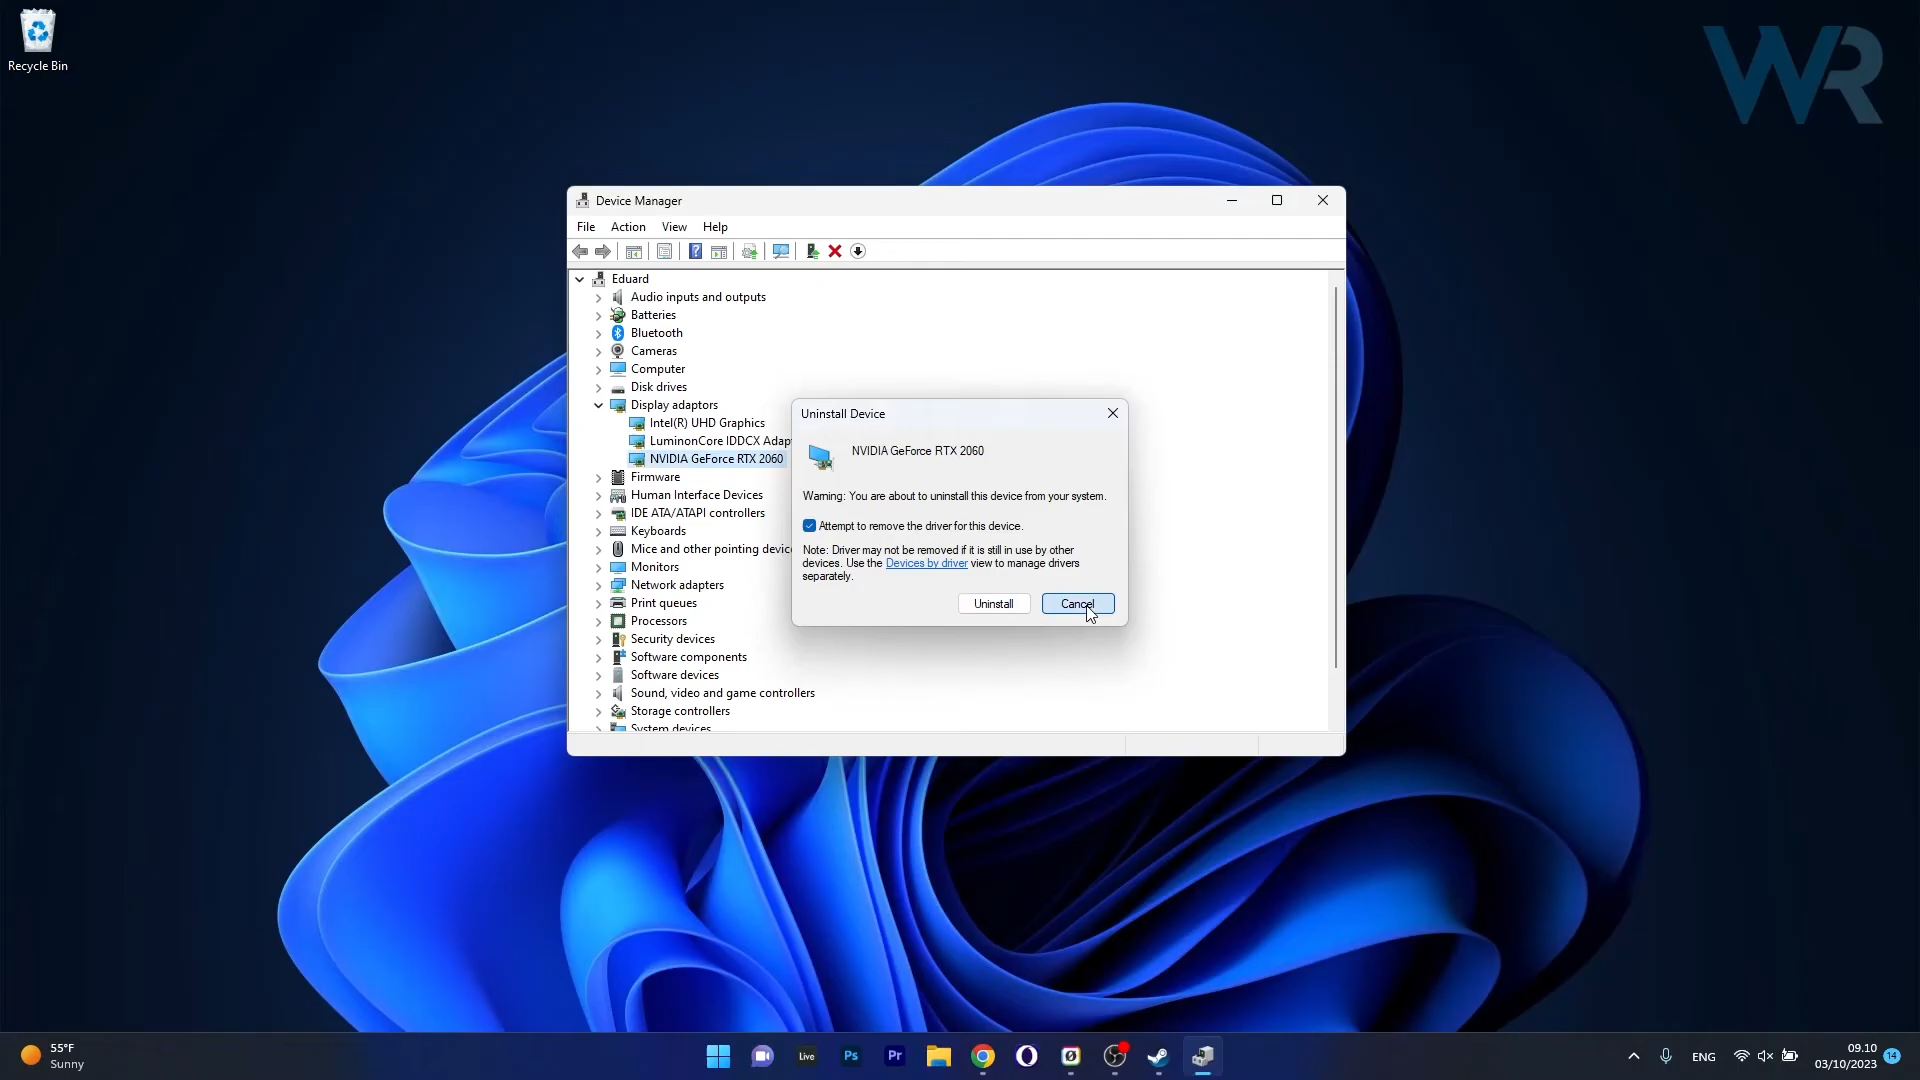 Recycle Bin
WR
Device Manager
File Action View Help
Eduard
Audio inputs and outputs
Batteries
Bluetooth
Cameras
Computer
Disk drives
Display adaptors
Intel(R) UHD Graphics
LuminonCore IDDCX Adap
NVIDIA GeForce RTX 2060
Firmware
Human Interface Devices
IDE ATA/ATAPI controllers
Keyboards
Mice and other pointing devic
Monitors
Network adapters
Print queues
Processors
Security devices
Software components
Software devices
Sound, video and game controllers
Storage controllers
System devices
Uninstall Device
NVIDIA GeForce RTX 2060
Warning: You are about to uninstall this device from your system.
Attempt to remove the driver for this device.
Note: Driver may not be removed if it is still in use by other
devices. Use the Devices by driver view to manage drivers
separately.
Uninstall Cancel
55°F
Sunny
Live Ps Pr
ENG
09.10
03/10/2023
14